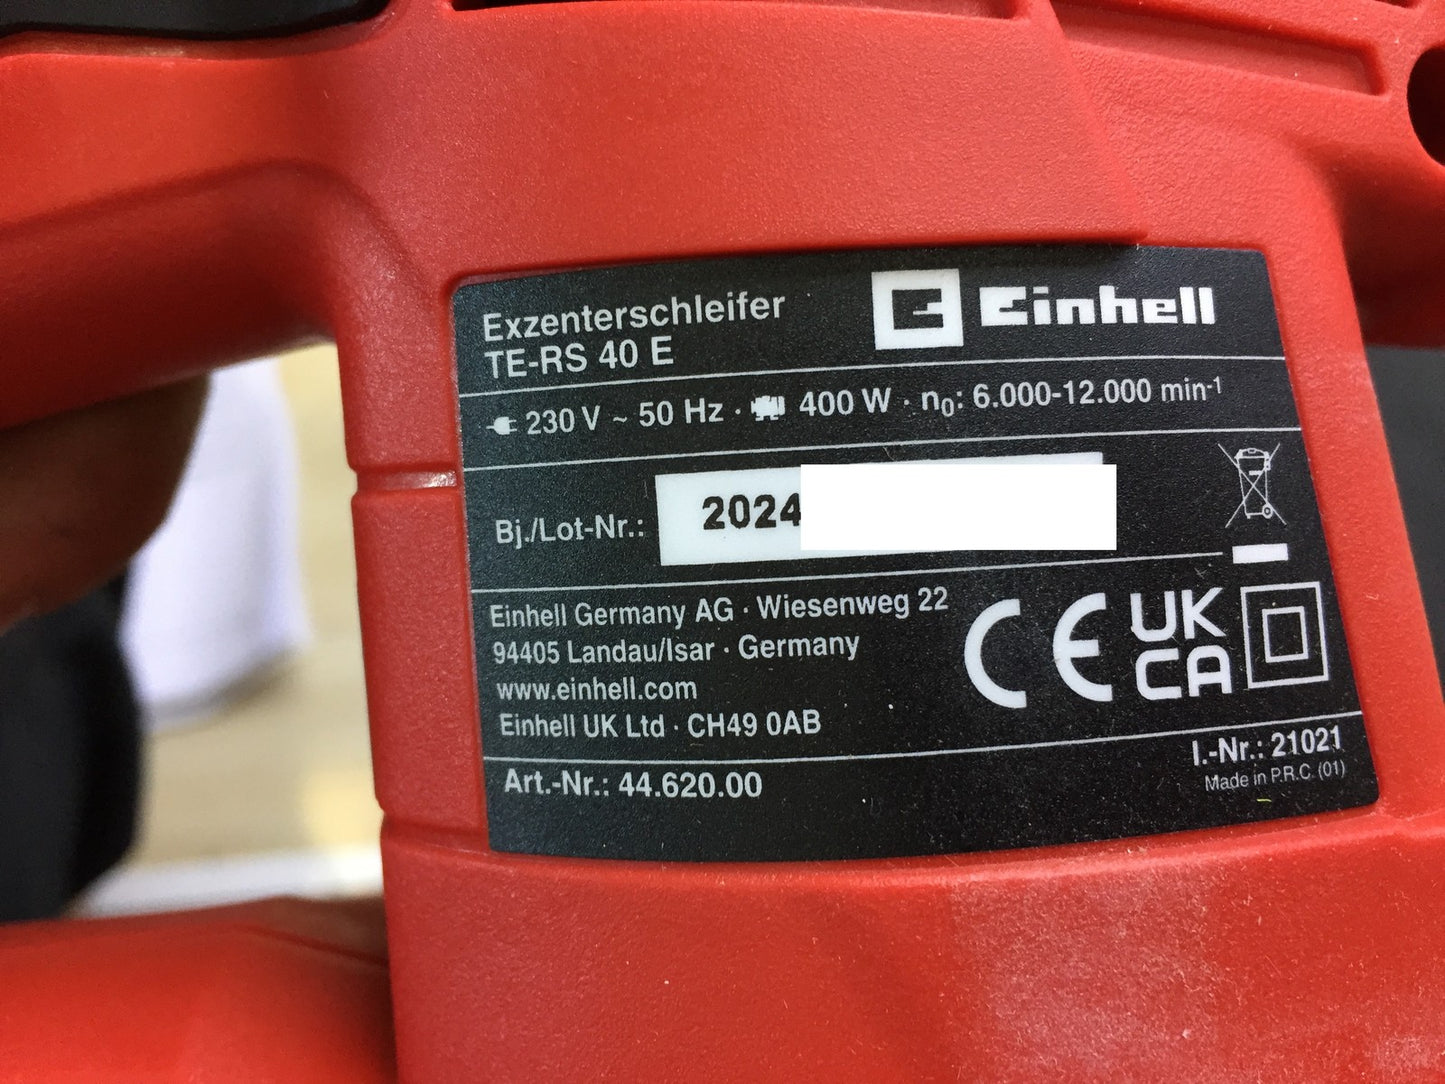 Exzenterschleifer
TE-RS 40 E
Einhell
230 V ~ 50 Hz · 400 W · n0: 6.000-12.000 min-1
Bj./Lot-Nr.: 2024
Einhell Germany AG · Wiesenweg 22
94405 Landau/Isar · Germany
www.einhell.com
Einhell UK Ltd · CH49 0AB
CE
UK
CA
Art.-Nr.: 44.620.00
I.-Nr.: 21021
Made in P.R.C. (01)